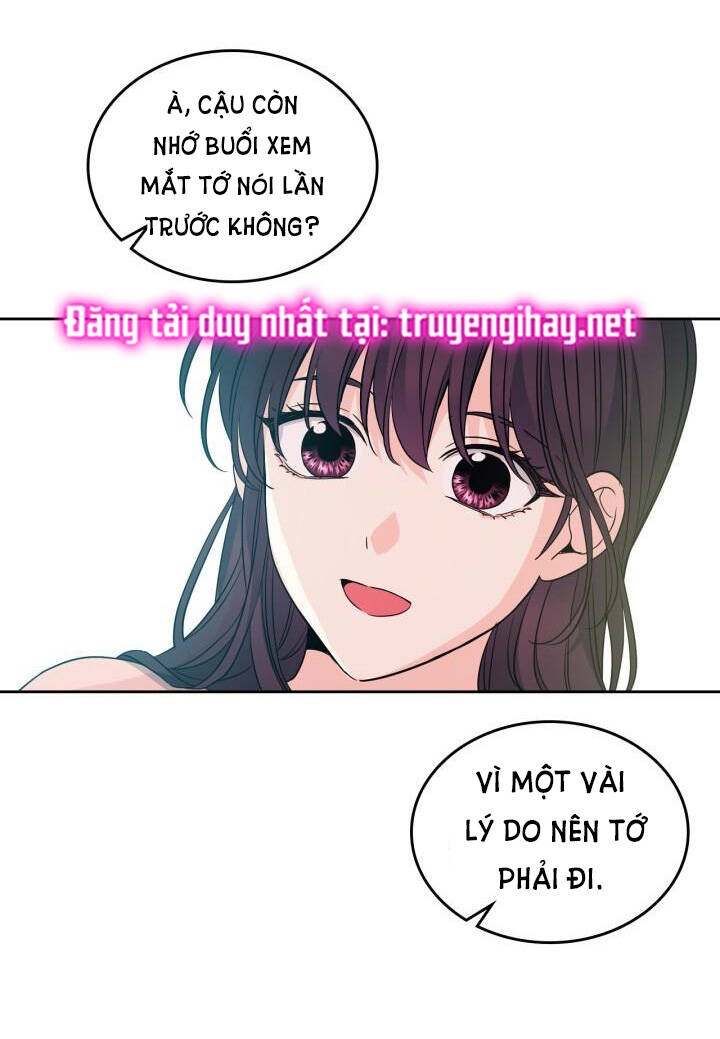 À, CẬU CÒN
NHỚ BUỔI XEM
MẮT TỚ NÓI LẦN
TRƯỚC KHÔNG?
Đăng tải duy nhất tại: truyengihay.net
VÌ MỘT VÀI
LÝ DO NÊN TỚ
PHẢI ĐI.